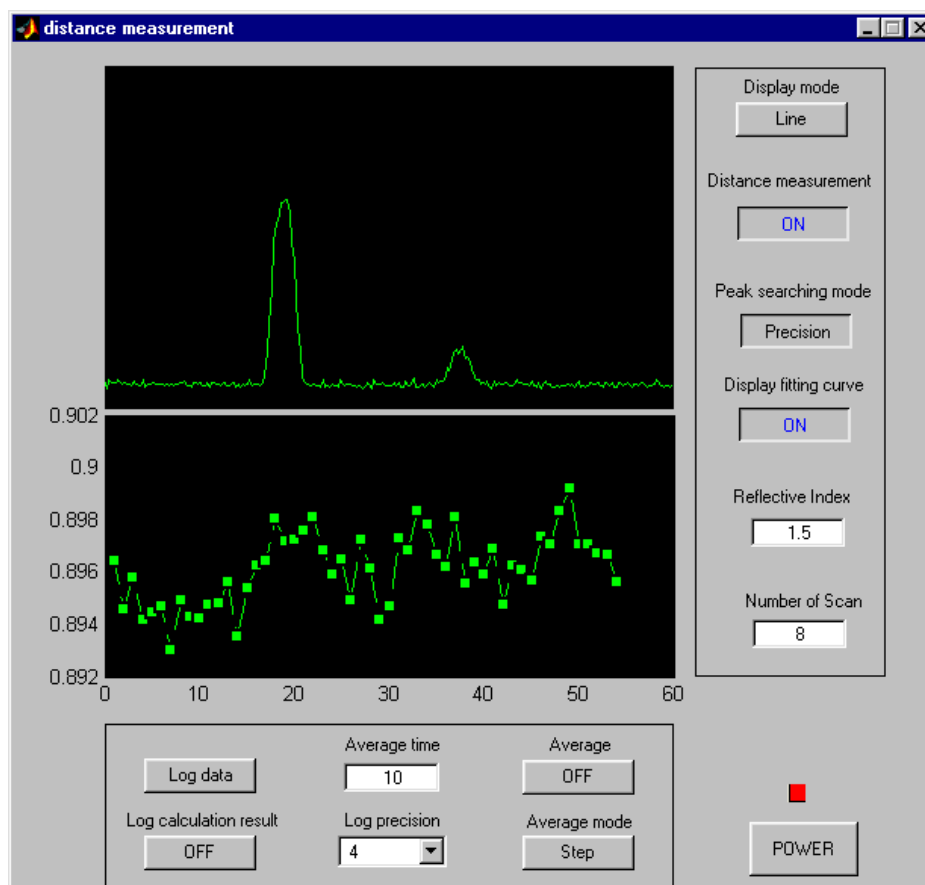 distance measurement
Display mode
Line
Distance measurement
ON
Peak searching mode
Precision
Display fitting curve
ON
Reflective Index
1.5
Number of Scan
8
0.902
0.9
0.898
0.896
0.894
0.892
0 10 20 30 40 50 60
Average time
Average
Log data
10
OFF
Log calculation result
Log precision
Average mode
OFF
4
Step
POWER